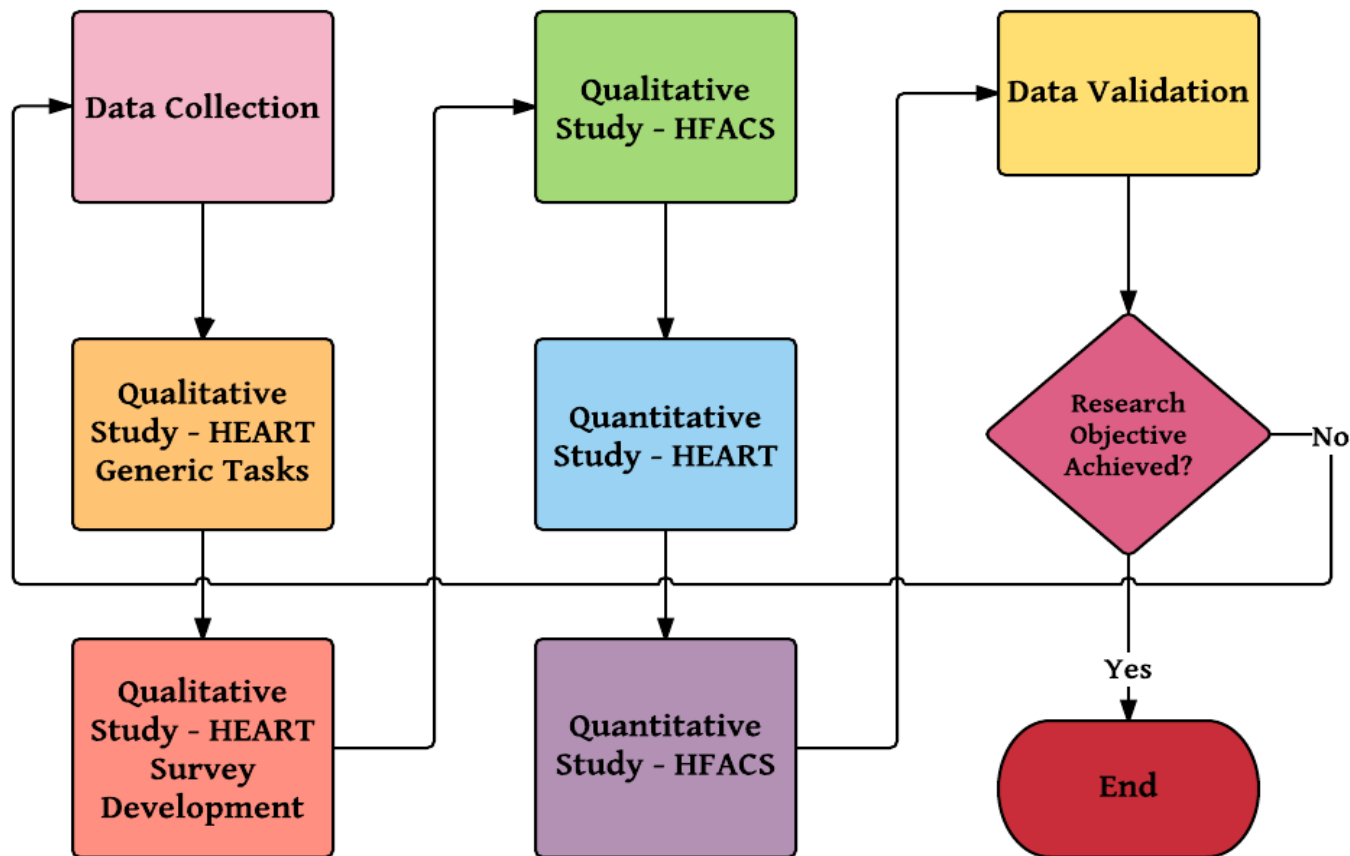 Data Collection
Qualitative
Study - HEART
Generic Tasks
Qualitative
Study - HEART
Survey
Development
Qualitative
Study - HFACS
Quantitative
Study - HEART
Quantitative
Study - HFACS
Data Validation
Research
Objective
Achieved?
No
Yes
End